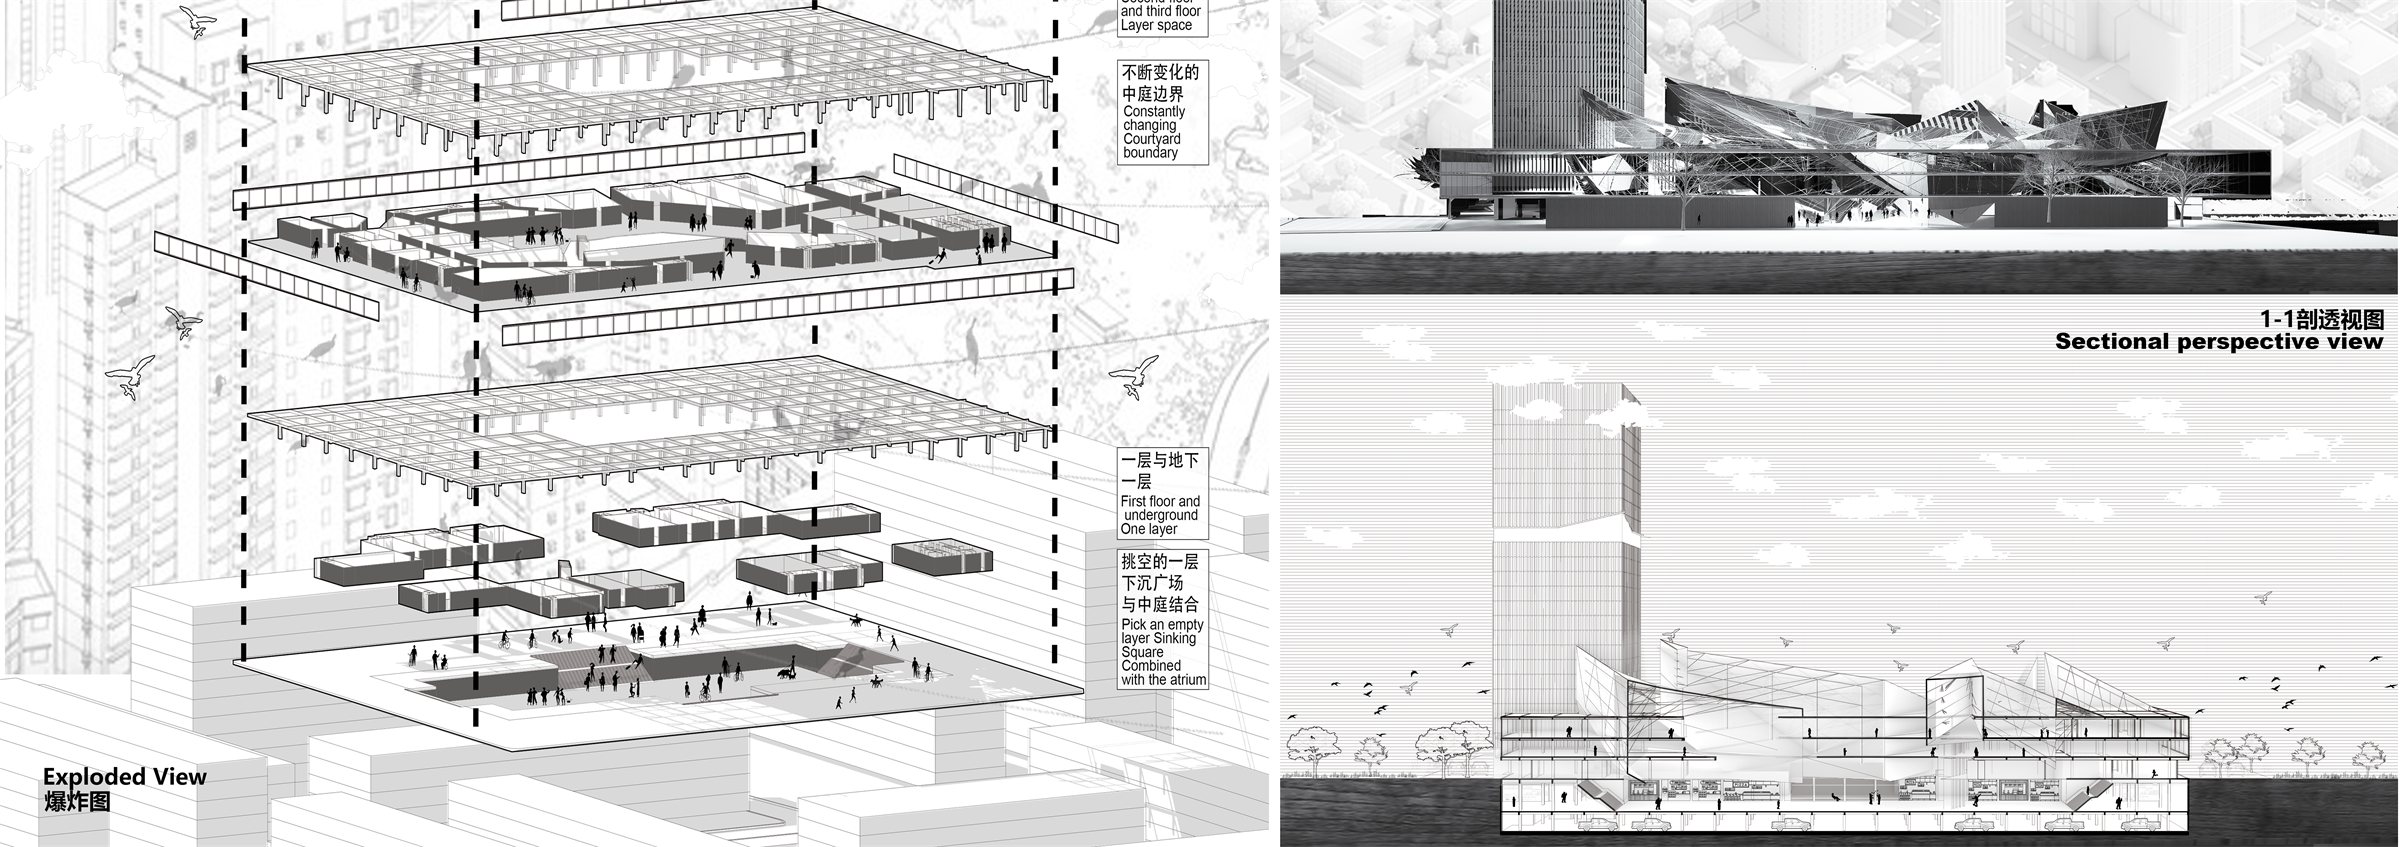 Second floor
and third floor
Layer space
不断变化的
中庭边界
Constantly
changing
Courtyard
boundary
一层与地下
一层
First floor and
underground
One layer
挑空的一层
下沉广场
与中庭结合
Pick an empty
layer Sinking
Square
Combined
with the atrium
Exploded View
爆炸图
1-1剖透视图
Sectional perspective view